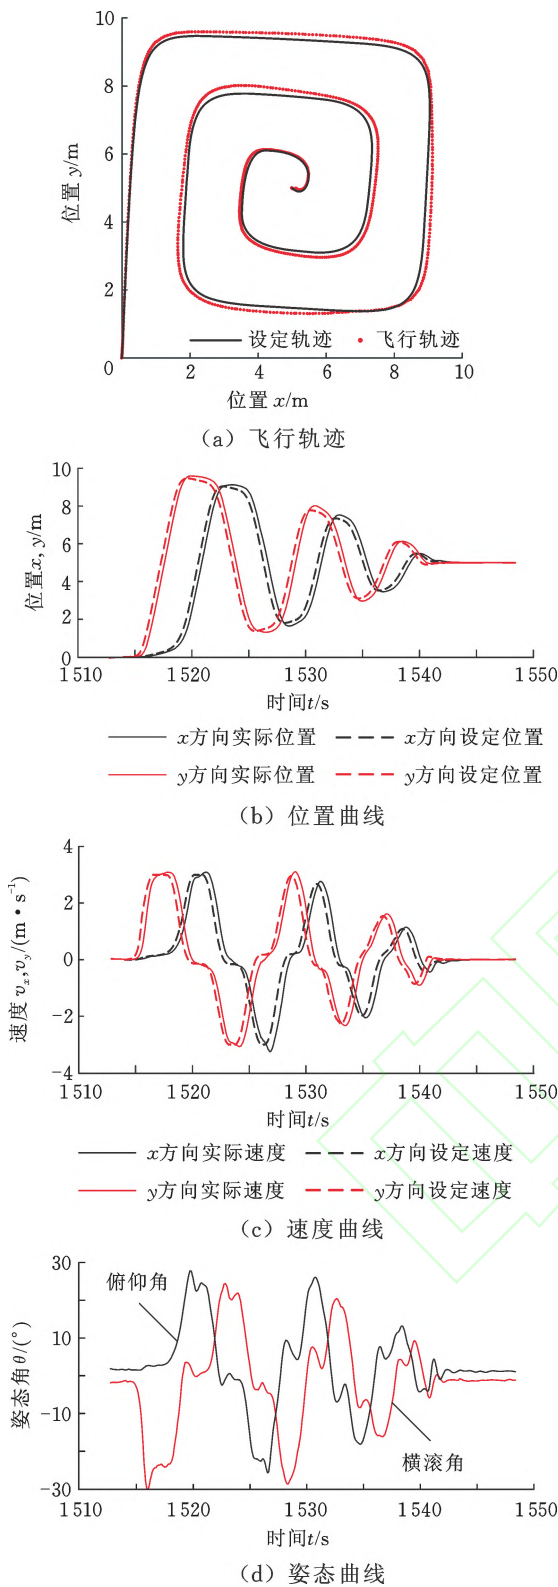 10
8
6
4
2
0
位置 y/m
设定轨迹 飞行轨迹
2 4 6 8 10
位置 x/m
(a) 飞行轨迹
10
8
6
4
2
0
位置x, y/m
1 510 1 520 1 530 1 540 1 550
时间t/s
x方向实际位置 x方向设定位置
y方向实际位置 y方向设定位置
(b) 位置曲线
4
2
0
−2
−4
速度 vx,vy/(m·s⁻¹)
1 510 1 520 1 530 1 540 1 550
时间t/s
x方向实际速度 x方向设定速度
y方向实际速度 y方向设定速度
(c) 速度曲线
30
10
−10
−30
姿态角θ/(°)
俯仰角
横滚角
1 510 1 520 1 530 1 540 1 550
时间t/s
(d) 姿态曲线